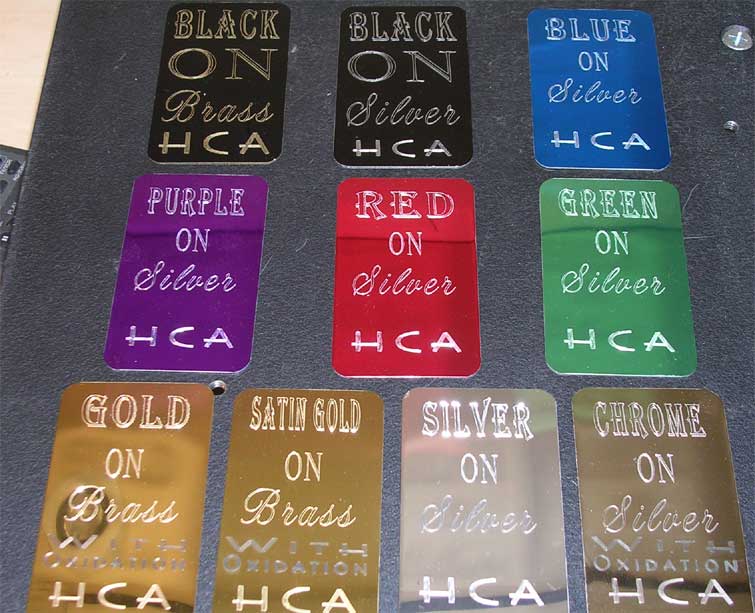 BLACK
ON
Brass
HCA
BLACK
ON
Silver
HCA
BLUE
ON
Silver
HCA
PURPLE
ON
Silver
HCA
RED
ON
Silver
HCA
GREEN
ON
Silver
HCA
GOLD
ON
Brass
WITH
OXIDATION
HCA
SATIN GOLD
ON
Brass
WITH
OXIDATION
HCA
SILVER
ON
Silver
HCA
CHROME
ON
Silver
WITH
OXIDATION
HCA